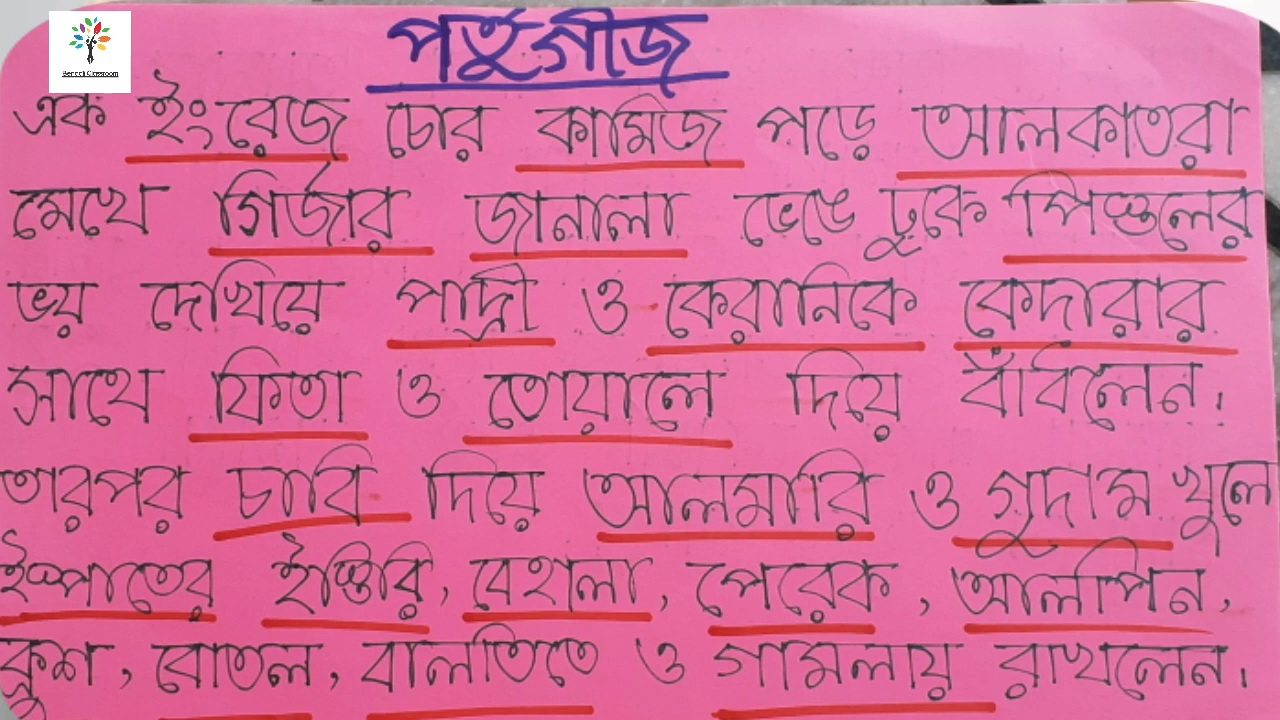 পর্তুগীজ
এক ইংরেজ চোর কামিজ পড়ে আলকাতরা
মেখে গির্জার জানালা ভেঙে ঢুকে পিস্তলের
ভয় দেখিয়ে পাদ্রী ও কেরানিকে কেদারার
সাথে ফিতা ও তোয়ালে দিয়ে বাঁধিলেন।
তারপর চাবি দিয়ে আলমারি ও গুদাম খুলে
ইস্পাতের ইস্তিরি, বেহালা, পেরেক, আলপিন,
ক্রুশ, বোতল, বালতিতে ও গামলায় রাখলেন।